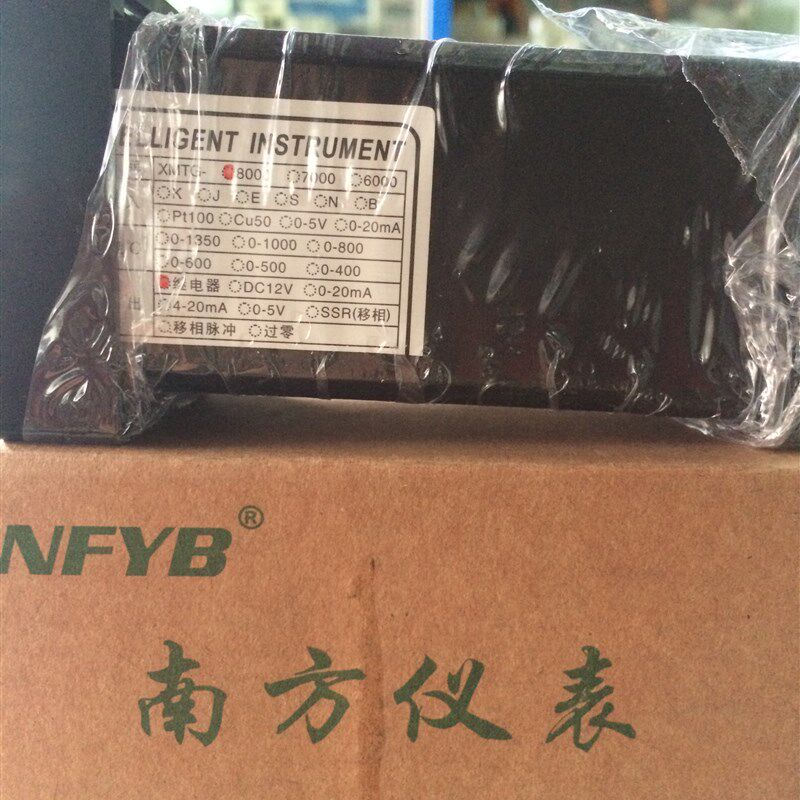 LLIGENT INSTRUMENT
XMTG- 8000 7000 6000
K J E S N B
Pt100 Cu50 0-5V 0-20mA
℃ 0-1350 0-1000 0-800
0-600 0-500 0-400
继电器 DC12V 0-20mA
出 4-20mA 0-5V SSR(移相)
移相脉冲 过零
NFYB®
南方仪表